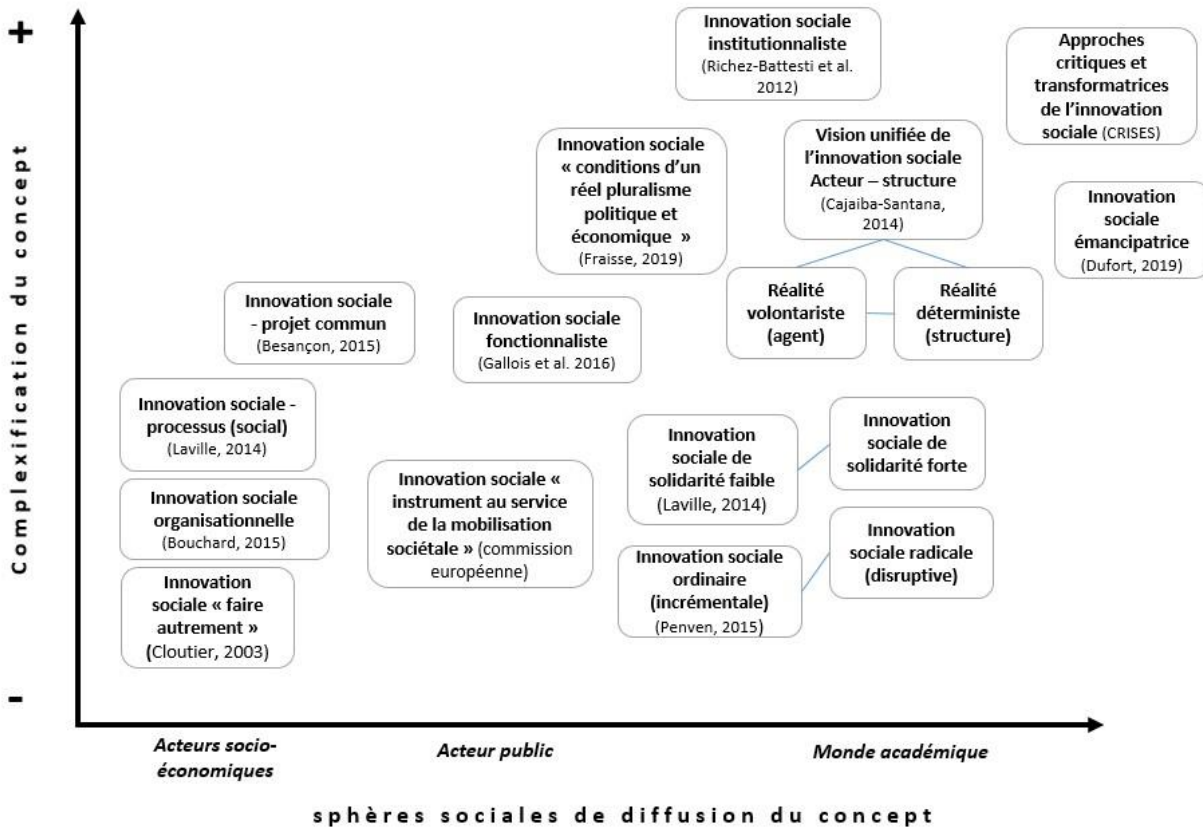 +
Complexification du concept
-
Innovation sociale
institutionnaliste
(Richez-Battesti et al.
2012)
Approches
critiques et
transformatrices
de l’innovation
sociale (CRISES)
Innovation sociale
« conditions d’un
réel pluralisme
politique et
économique »
(Fraisse, 2019)
Vision unifiée de
l’innovation sociale
Acteur – structure
(Cajaiba-Santana,
2014)
Innovation
sociale
émancipatrice
(Dufort, 2019)
Réalité
volontariste
(agent)
Réalité
déterministe
(structure)
Innovation sociale
- projet commun
(Besançon, 2015)
Innovation sociale
fonctionnaliste
(Gallois et al. 2016)
Innovation sociale -
processus (social)
(Laville, 2014)
Innovation sociale
organisationnelle
(Bouchard, 2015)
Innovation
sociale « faire
autrement »
(Cloutier, 2003)
Innovation sociale «
instrument au service
de la mobilisation
sociétale » (commission
européenne)
Innovation
sociale de
solidarité faible
(Laville, 2014)
Innovation
sociale de
solidarité forte
Innovation sociale
ordinaire
(incrémentale)
(Penven, 2015)
Innovation
sociale radicale
(disruptive)
Acteurs socio-
économiques
Acteur public
Monde académique
sphères sociales de diffusion du concept